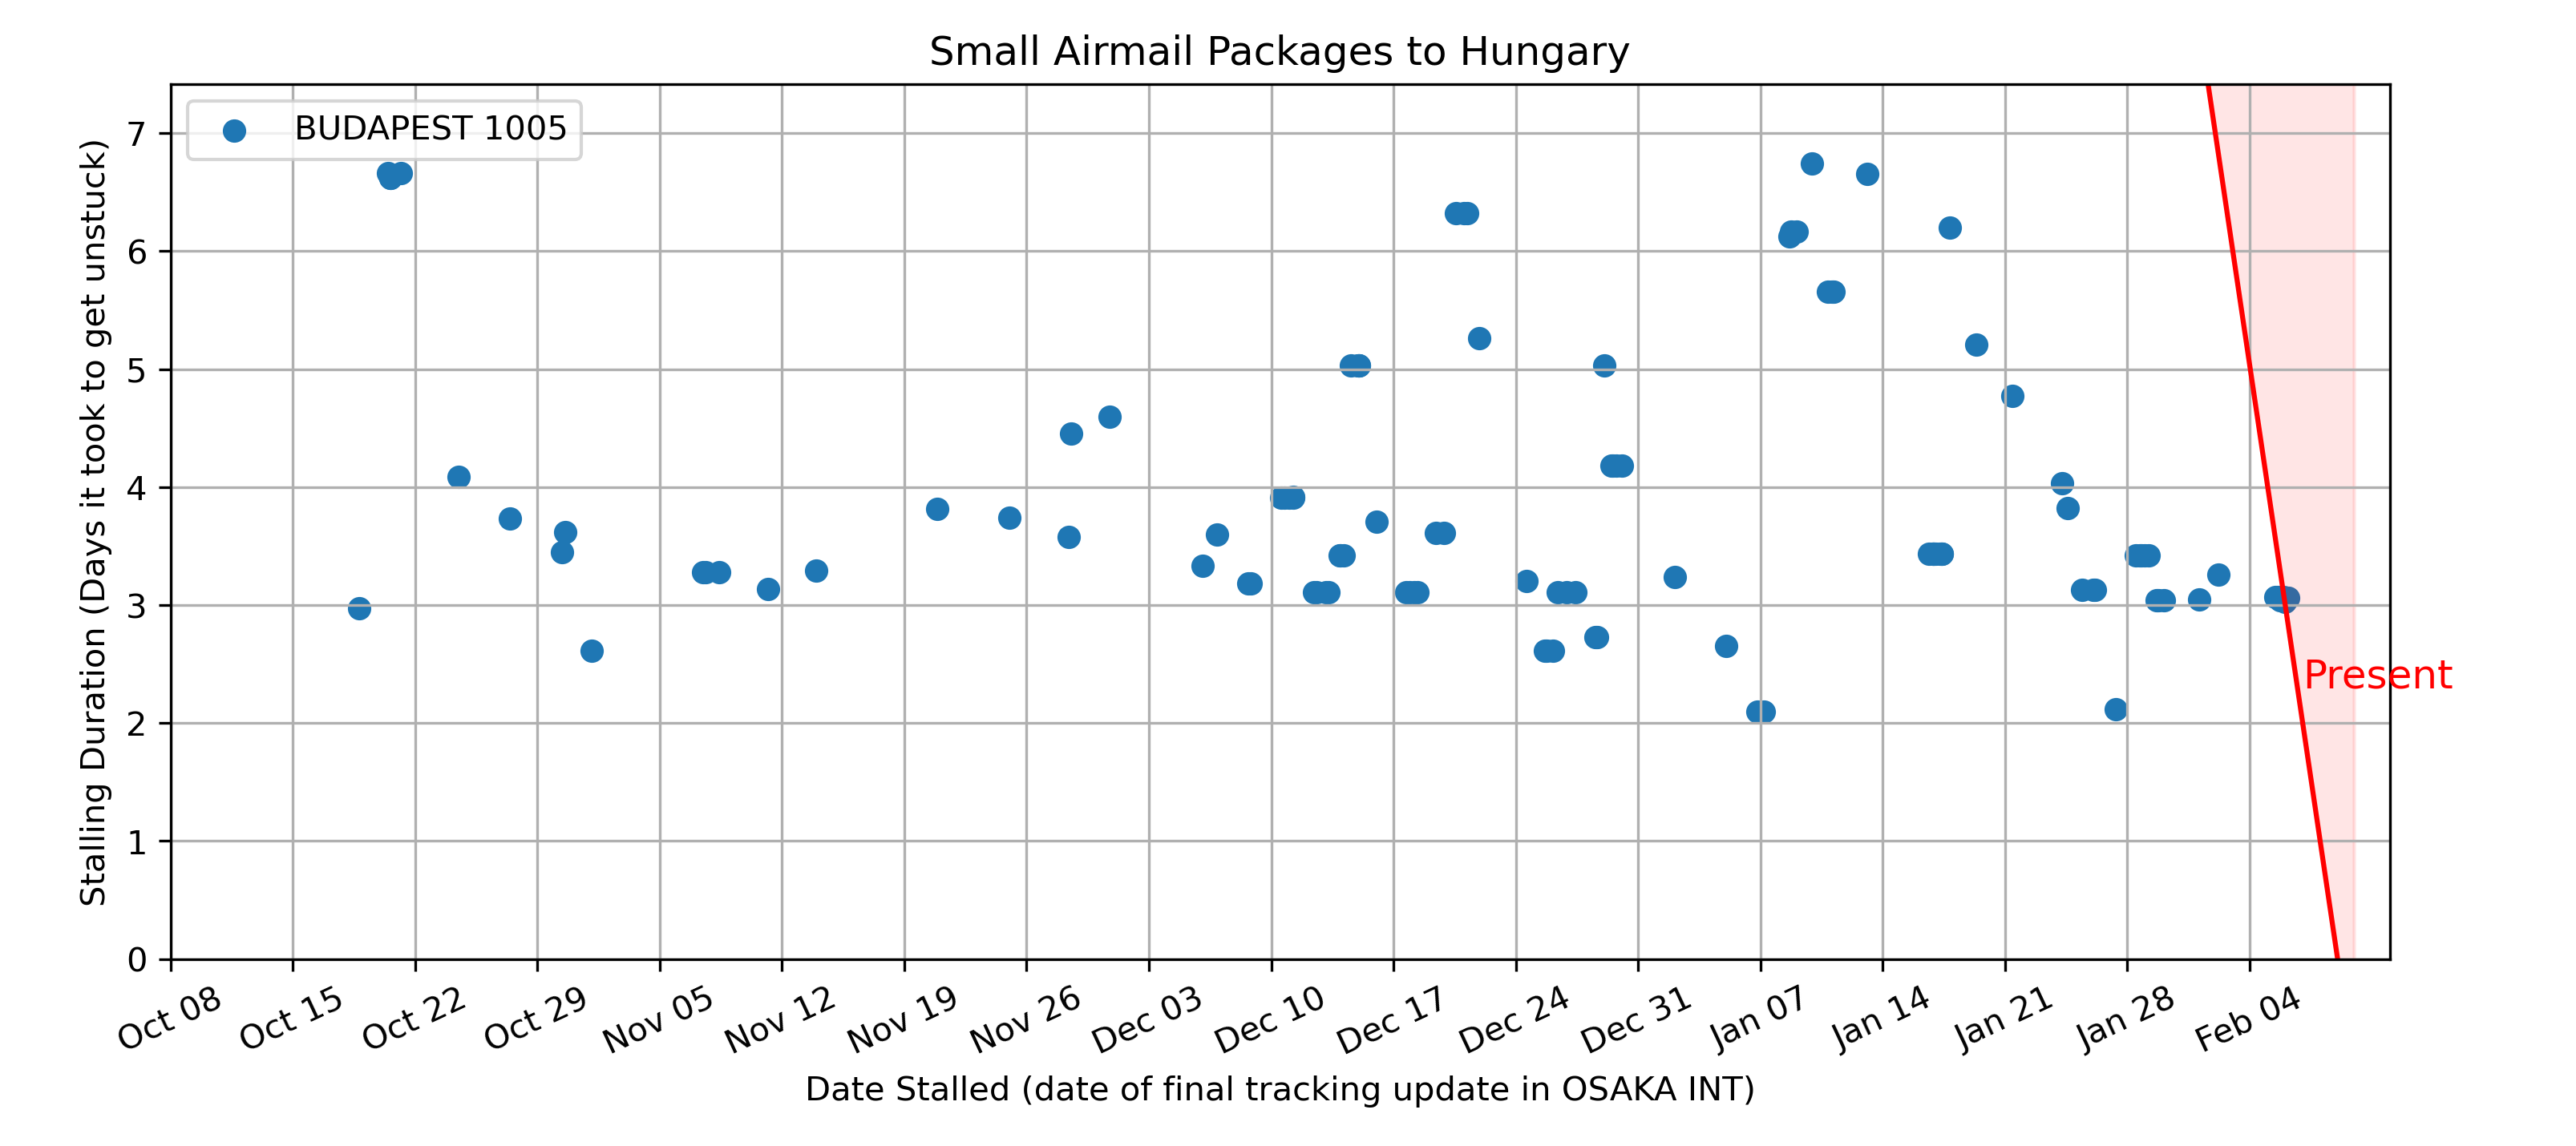 Small Airmail Packages to Hungary
BUDAPEST 1005
Stalling Duration (Days it took to get unstuck)
7
6
5
4
3
2
1
0
Present
Oct 08
Oct 15
Oct 22
Oct 29
Nov 05
Nov 12
Nov 19
Nov 26
Dec 03
Dec 10
Dec 17
Dec 24
Dec 31
Jan 07
Jan 14
Jan 21
Jan 28
Feb 04
Date Stalled (date of final tracking update in OSAKA INT)